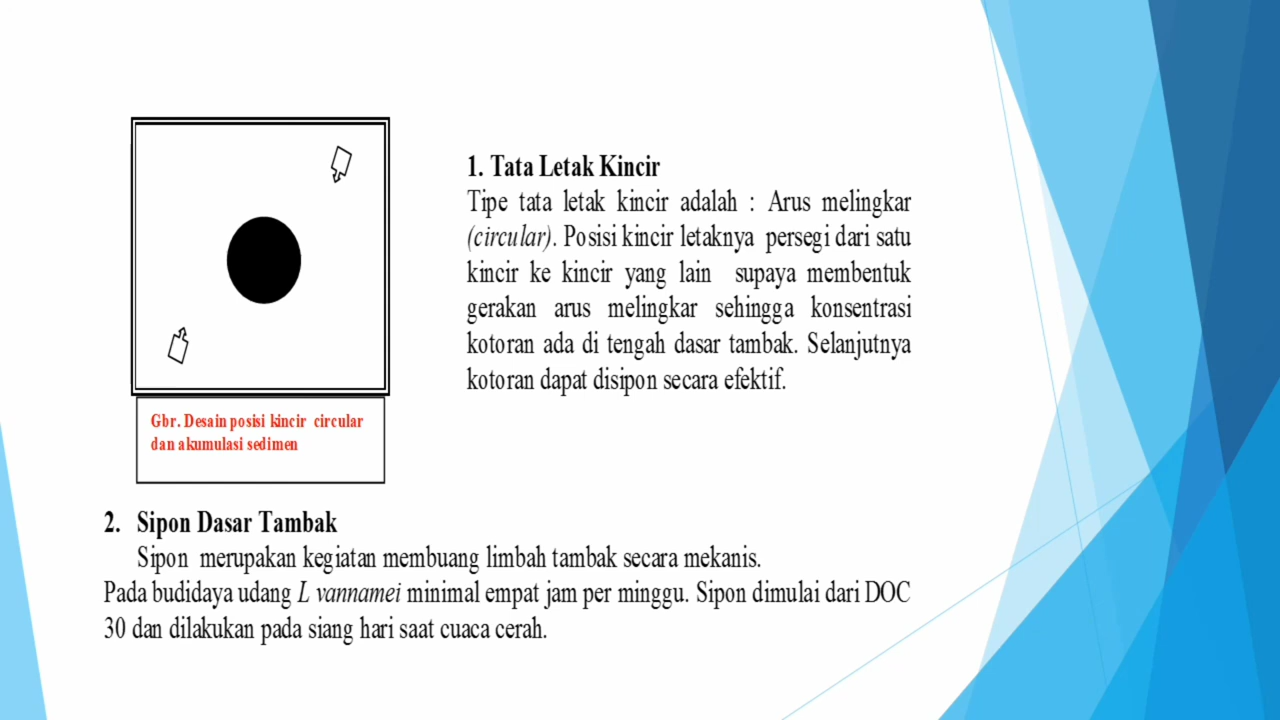 1. Tata Letak Kincir
Tipe tata letak kincir adalah : Arus melingkar
(circular). Posisi kincir letaknya persegi dari satu
kincir ke kincir yang lain supaya membentuk
gerakan arus melingkar sehingga konsentrasi
kotoran ada di tengah dasar tambak. Selanjutnya
kotoran dapat disipon secara efektif.
Gbr. Desain posisi kincir circular
dan akumulasi sedimen
2. Sipon Dasar Tambak
Sipon merupakan kegiatan membuang limbah tambak secara mekanis.
Pada budidaya udang L vannamei minimal empat jam per minggu. Sipon dimulai dari DOC
30 dan dilakukan pada siang hari saat cuaca cerah.